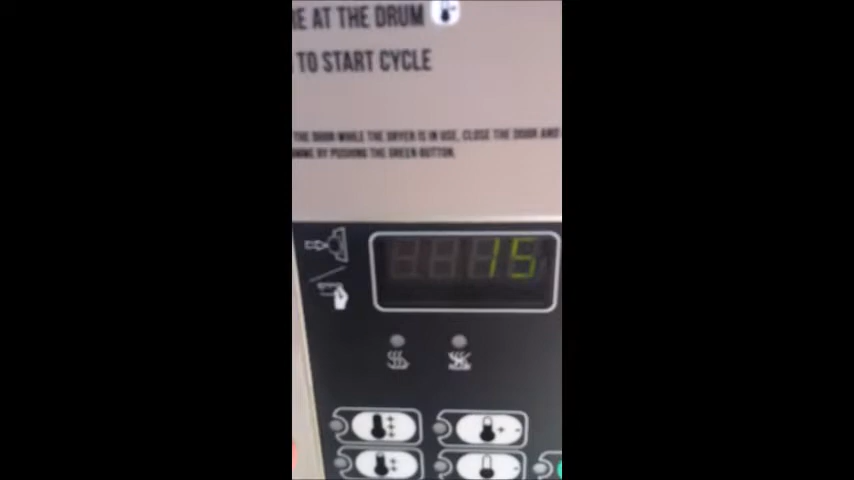 RE AT THE DRUM
TO START CYCLE
THE DOOR WHILE THE DRYER IS IN USE, CLOSE THE DOOR AND
BY PUSHING THE GREEN BUTTON.
15